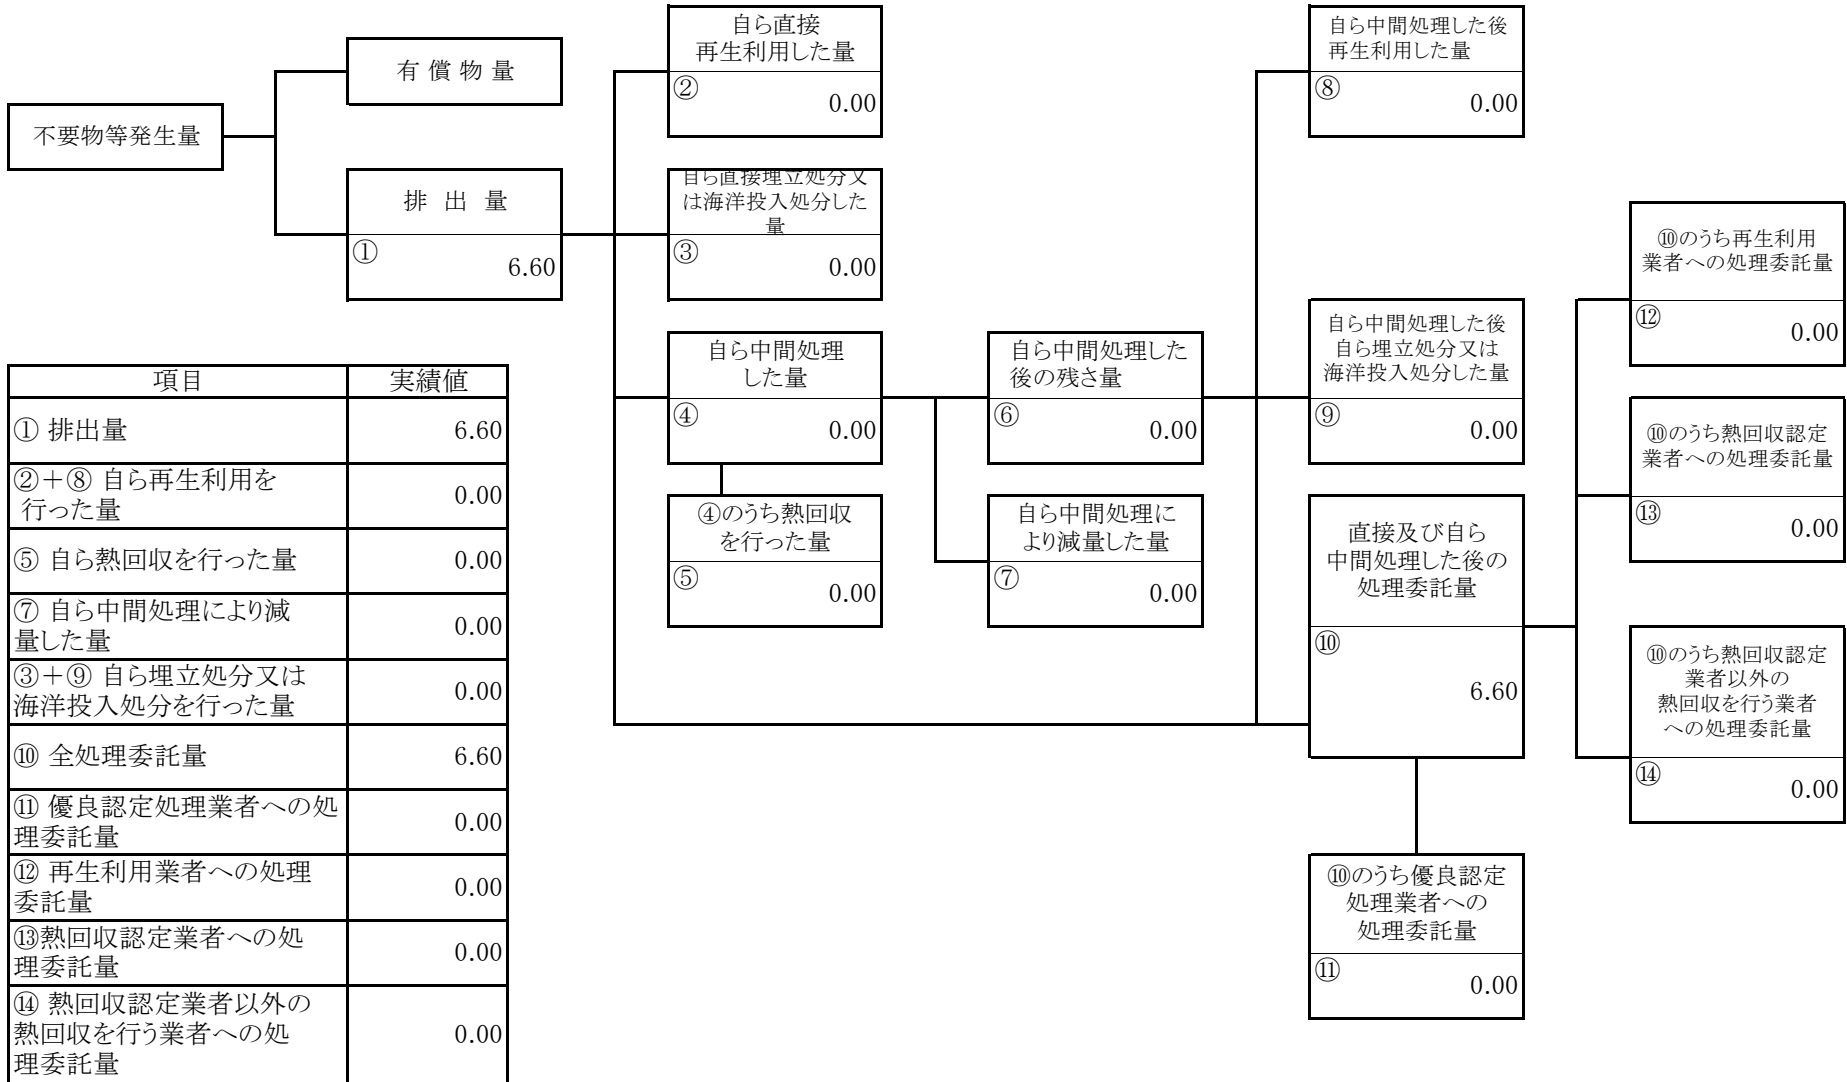 不要物等発生量
有 償 物 量
排 出 量
①
6.60
自ら直接
再生利用した量
②
0.00
自ら直接埋立処分又
は海洋投入処分した
量
③
0.00
自ら中間処理
した量
④
0.00
④のうち熱回収
を行った量
⑤
0.00
自ら中間処理した
後の残さ量
⑥
0.00
自ら中間処理に
より減量した量
⑦
0.00
自ら中間処理した後
再生利用した量
⑧
0.00
自ら中間処理した後
自ら埋立処分又は
海洋投入処分した量
⑨
0.00
直接及び自ら
中間処理した後の
処理委託量
⑩
6.60
⑩のうち優良認定
処理業者への
処理委託量
⑪
0.00
⑩のうち再生利用
業者への処理委託量
⑫
0.00
⑩のうち熱回収認定
業者への処理委託量
⑬
0.00
⑩のうち熱回収認定
業者以外の
熱回収を行う業者
への処理委託量
⑭
0.00
項目 実績値
① 排出量 6.60
②＋⑧ 自ら再生利用を
行った量 0.00
⑤ 自ら熱回収を行った量 0.00
⑦ 自ら中間処理により減
量した量 0.00
③＋⑨ 自ら埋立処分又は
海洋投入処分を行った量 0.00
⑩ 全処理委託量 6.60
⑪ 優良認定処理業者への処
理委託量 0.00
⑫ 再生利用業者への処理
委託量 0.00
⑬熱回収認定業者への処
理委託量 0.00
⑭ 熱回収認定業者以外の
熱回収を行う業者への処
理委託量 0.00